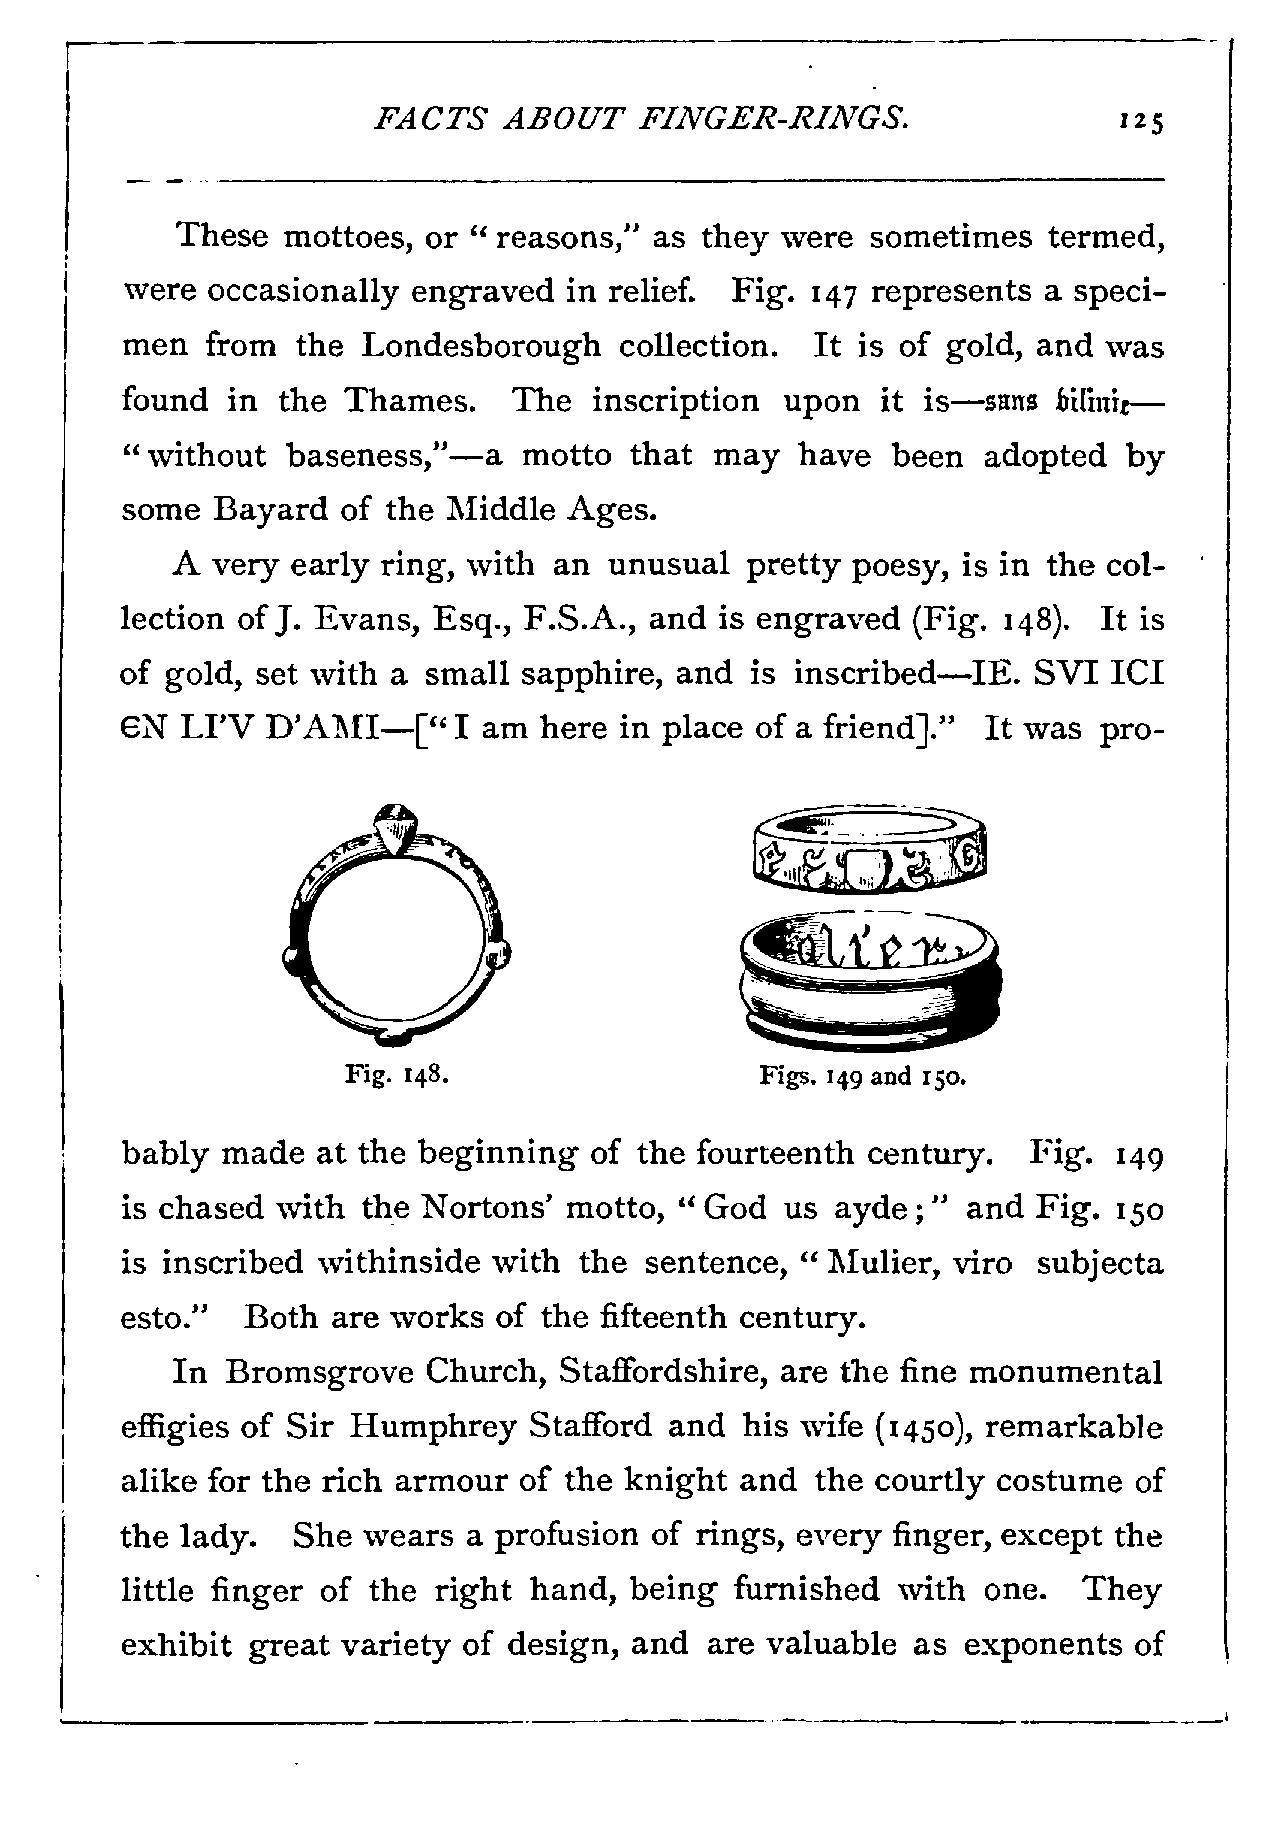 FACTS ABOUT FINGER-RINGS. 125
These mottoes, or “ reasons,” as they were sometimes termed,
were occasionally engraved in relief. Fig. 147 represents a speci-
men from the Londesborough collection. It is of gold, and was
found in the Thames. The inscription upon it is—sans
“ without baseness,”—a motto that may have been adopted by
some Bayard of the Middle Ages.
A very early ring, with an unusual pretty poesy, is in the col-
lection of J. Evans, Esq., F.S.A., and is engraved (Fig. 148). It is
of gold, set with a small sapphire, and is inscribed—IE. SVI ICI
ЄN LI’V D’AMI—[“ I am here in place of a friend].” It was pro-
Fig. 148. Figs. 149 and 150.
bably made at the beginning of the fourteenth century. Fig. 149
is chased with the Nortons’ motto, “ God us ayde ; ” and Fig. 150
is inscribed withinside with the sentence, “ Mulier, viro subjecta
esto.” Both are works of the fifteenth century.
In Bromsgrove Church, Staffordshire, are the fine monumental
effigies of Sir Humphrey Stafford and his wife (1450), remarkable
alike for the rich armour of the knight and the courtly costume of
the lady. She wears a profusion of rings, every finger, except the
little finger of the right hand, being furnished with one. They
exhibit great variety of design, and are valuable as exponents of